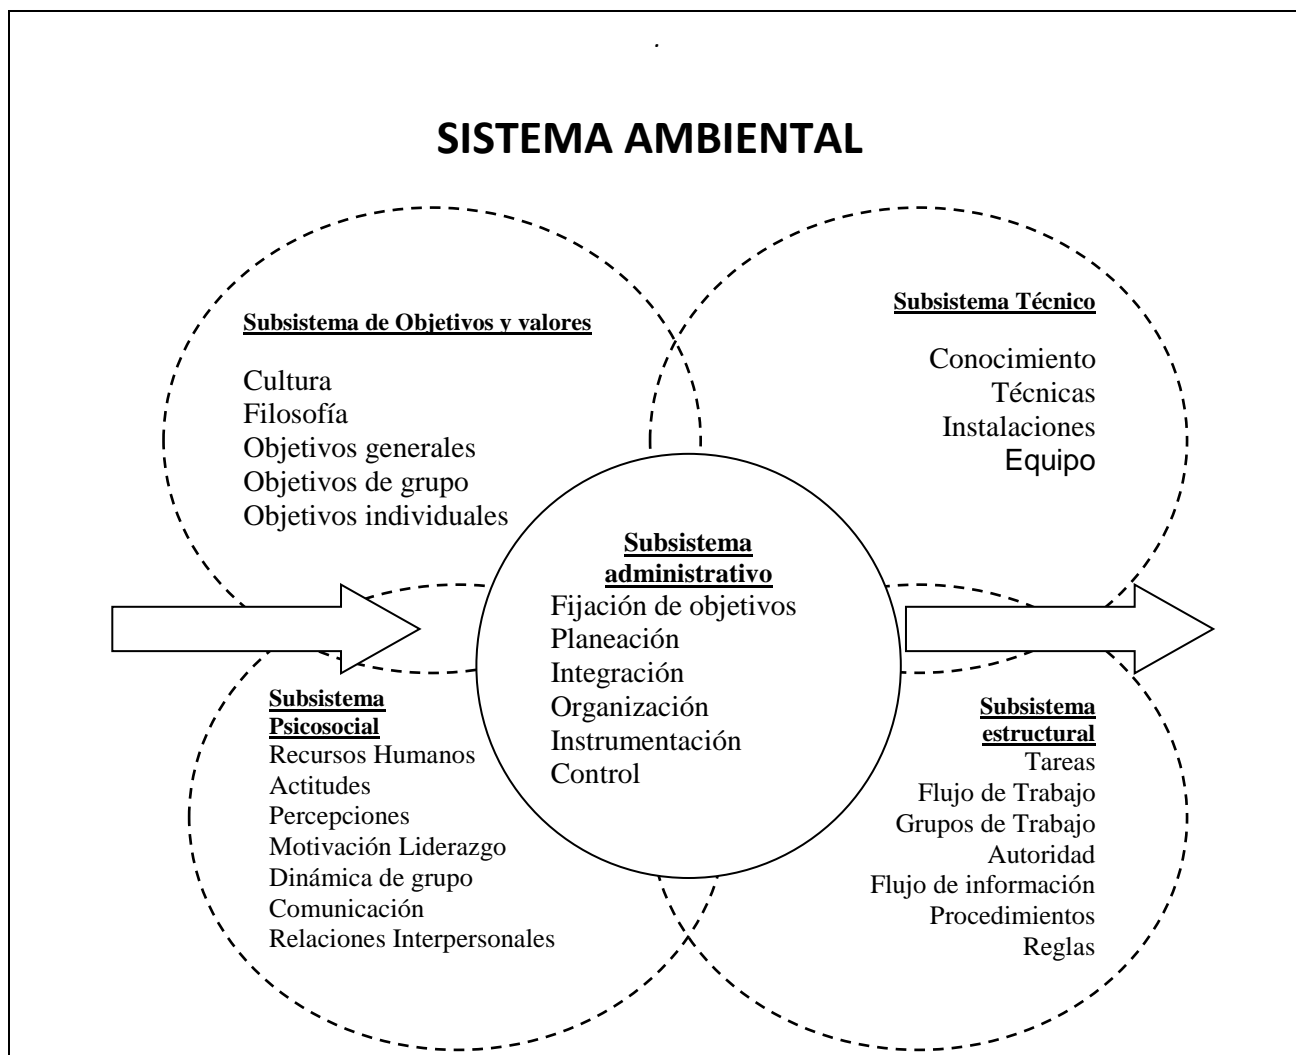 .
SISTEMA AMBIENTAL
Subsistema de Objetivos y valores
Cultura
Filosofía
Objetivos generales
Objetivos de grupo
Objetivos individuales
Subsistema Técnico
Conocimiento
Técnicas
Instalaciones
Equipo
Subsistema
administrativo
Fijación de objetivos
Planeación
Integración
Organización
Instrumentación
Control
Subsistema
Psicosocial
Recursos Humanos
Actitudes
Percepciones
Motivación Liderazgo
Dinámica de grupo
Comunicación
Relaciones Interpersonales
Subsistema
estructural
Tareas
Flujo de Trabajo
Grupos de Trabajo
Autoridad
Flujo de información
Procedimientos
Reglas